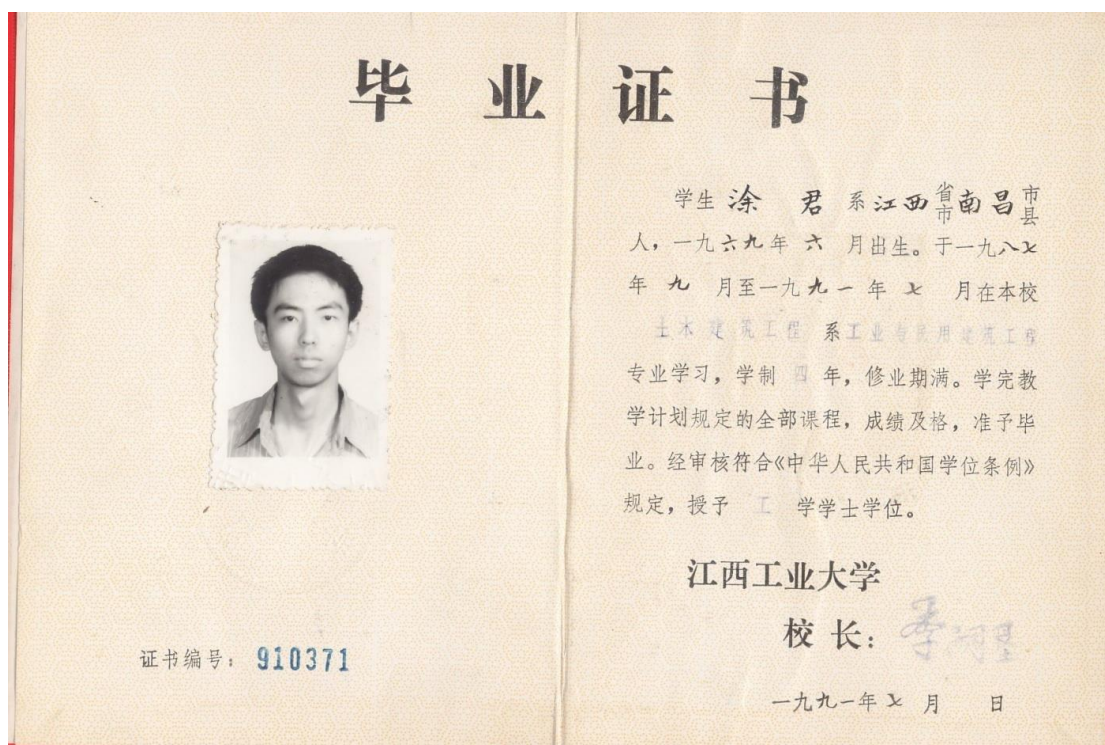 毕业证书
学生 涂君 系江西省市南昌市县
人，一九六九年六月出生。于一九八七
年九月至一九九一年七月在本校
土木建筑工程系工业与民用建筑工程
专业学习，学制四年，修业期满。学完教
学计划规定的全部课程，成绩及格，准予毕
业。经审核符合《中华人民共和国学位条例》
规定，授予工学学士学位。
江西工业大学
校长：
一九九一年七月 日
证书编号：910371